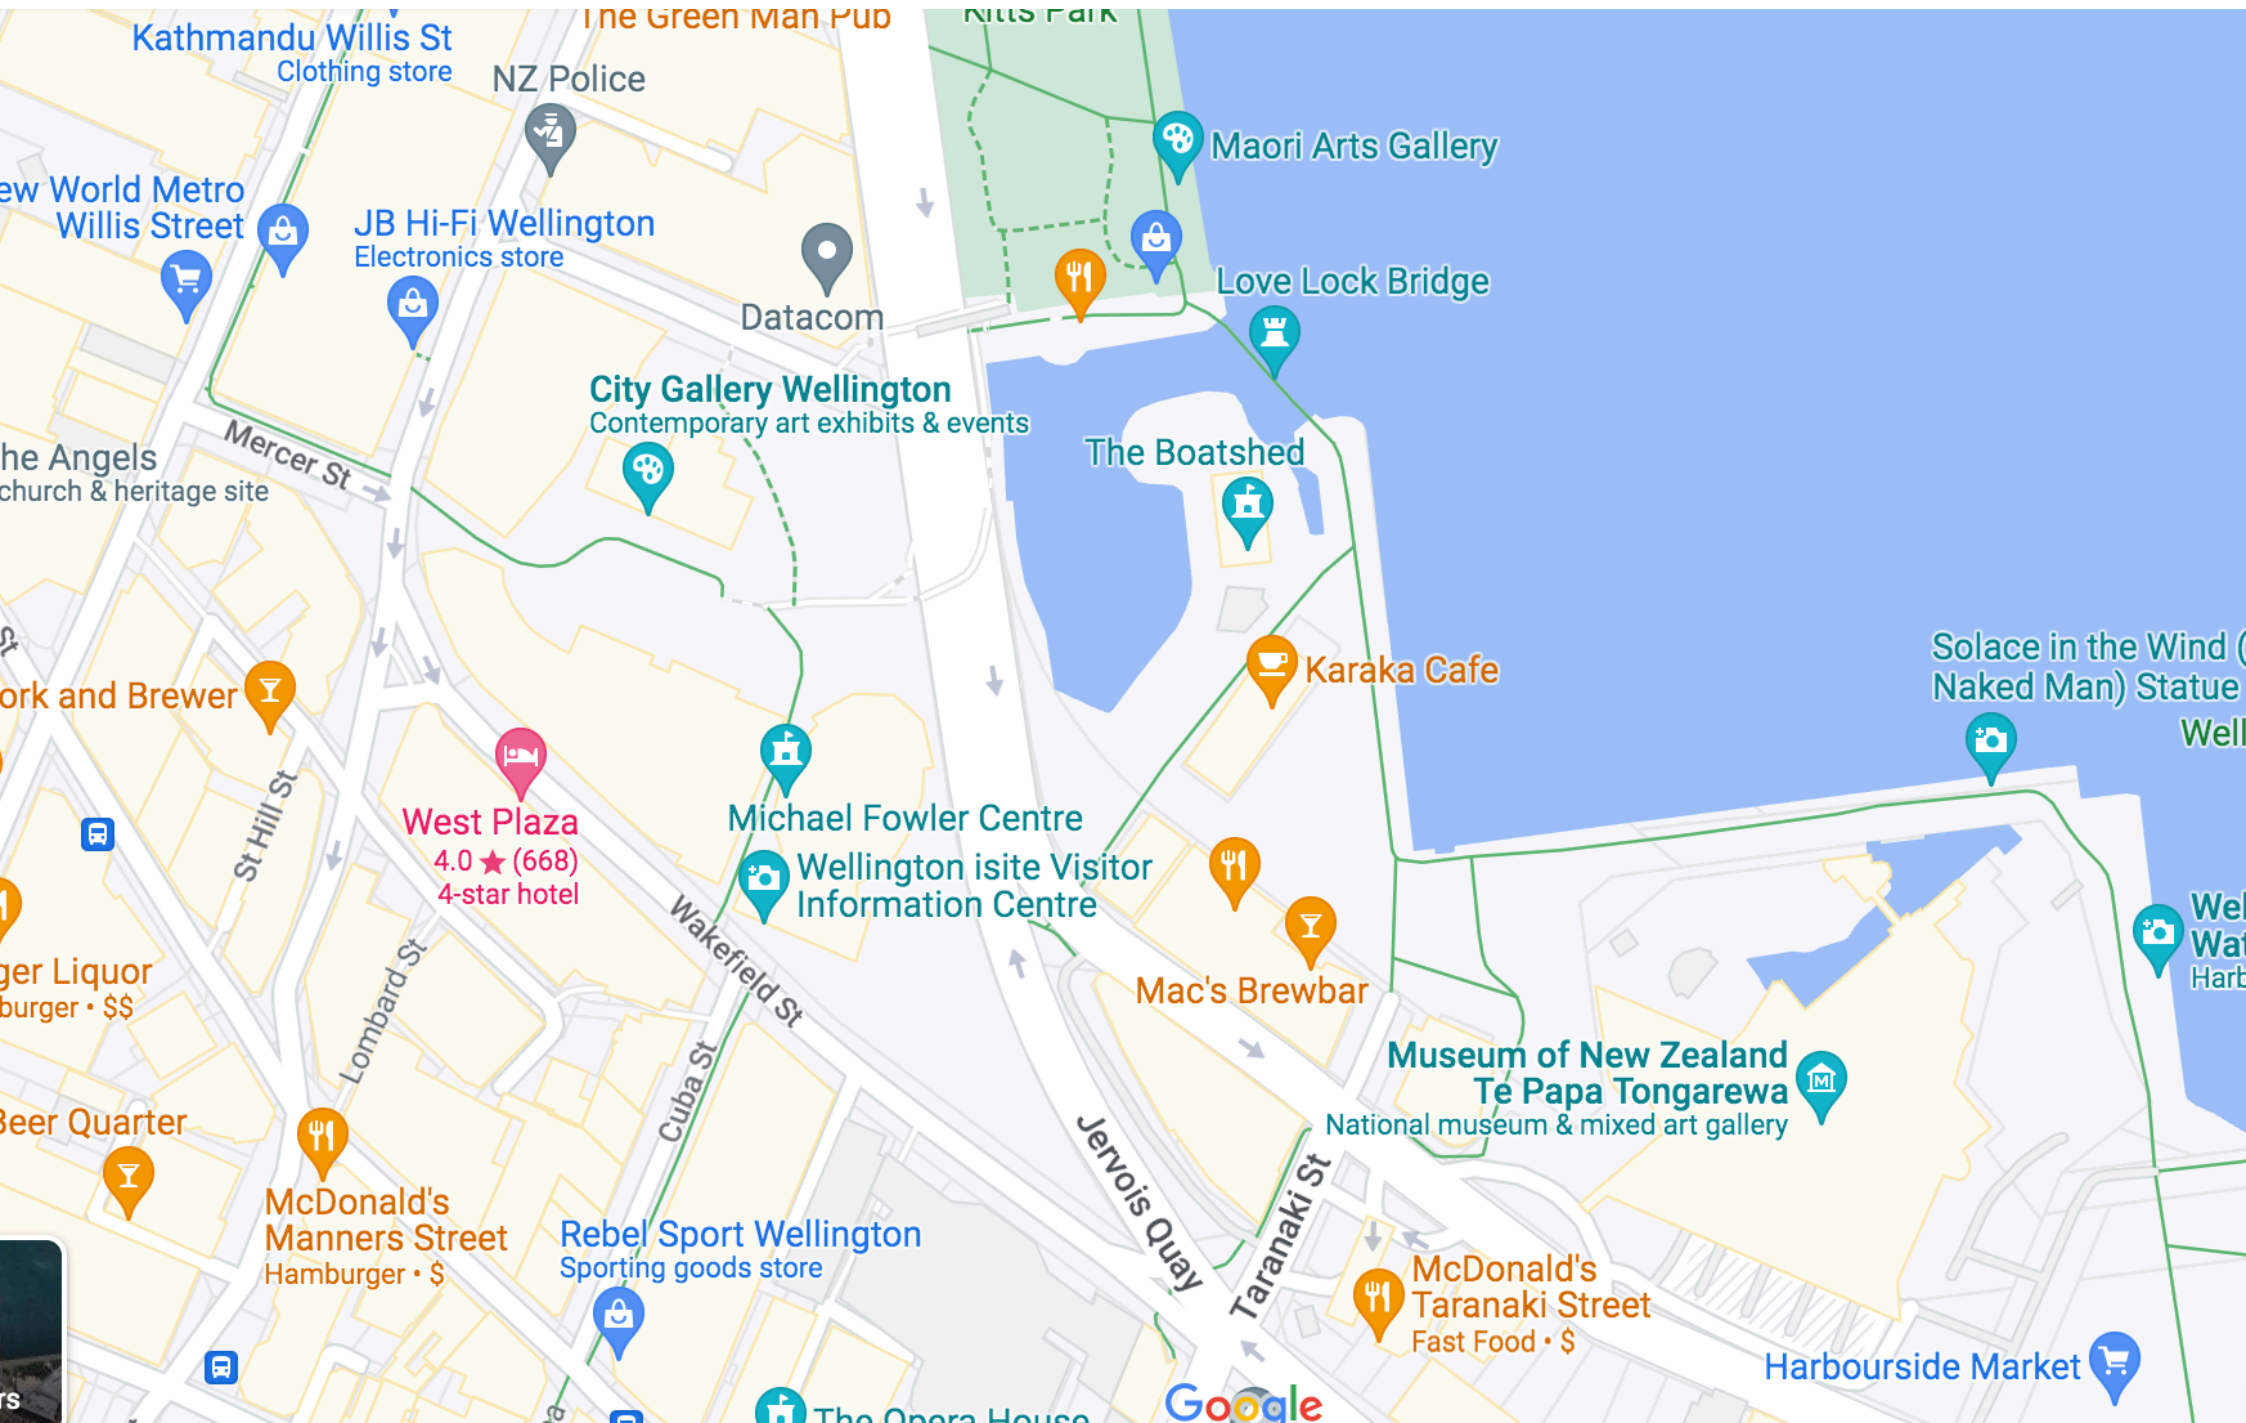 The Green Man Pub
Kitts Park
Kathmandu Willis St
Clothing store
NZ Police
Maori Arts Gallery
ew World Metro
Willis Street
JB Hi-Fi Wellington
Electronics store
Love Lock Bridge
Datacom
City Gallery Wellington
Contemporary art exhibits & events
Mercer St
The Boatshed
he Angels
church & heritage site
St
Karaka Cafe
Solace in the Wind (
Naked Man) Statue
Well
ork and Brewer
St Hill St
West Plaza
4.0 ★ (668)
4-star hotel
Michael Fowler Centre
Wellington isite Visitor
Information Centre
Wakefield St
Wel
Wat
Harb
ger Liquor
burger • $$
Lombard St
Mac's Brewbar
Cuba St
Museum of New Zealand
Te Papa Tongarewa
National museum & mixed art gallery
Beer Quarter
Jervois Quay
Taranaki St
McDonald's
Manners Street
Hamburger • $
Rebel Sport Wellington
Sporting goods store
McDonald's
Taranaki Street
Fast Food • $
Harbourside Market
rs
The Opera House
Google